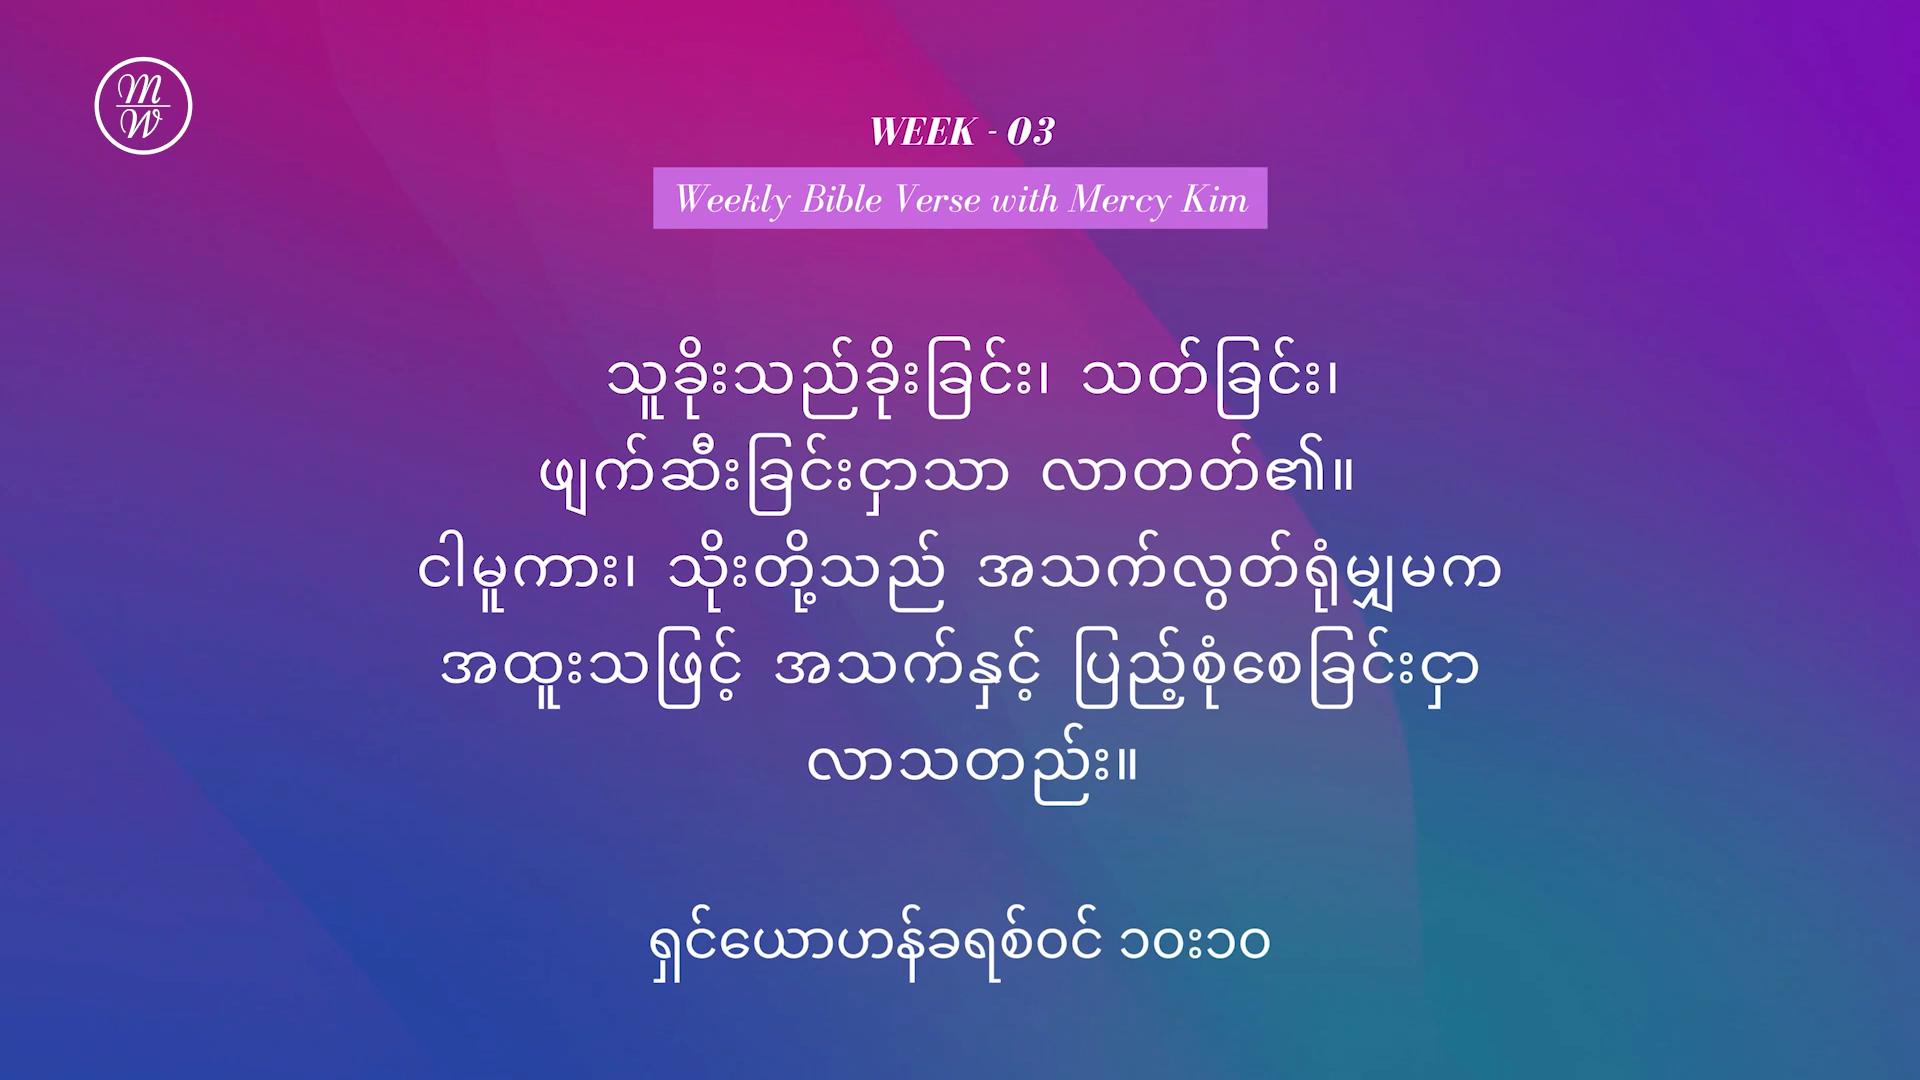 M
W
WEEK - 03
Weekly Bible Verse with Mercy Kim
သူခိုးသည်ခိုးခြင်း၊ သတ်ခြင်း၊
ဖျက်ဆီးခြင်းငှာသာ လာတတ်၏။
ငါမူကား၊ သိုးတို့သည် အသက်လွတ်ရုံမျှမက
အထူးသဖြင့် အသက်နှင့် ပြည့်စုံစေခြင်းငှာ
လာသတည်း။
ရှင်ယောဟန်ခရစ်ဝင် ၁၀း၁၀